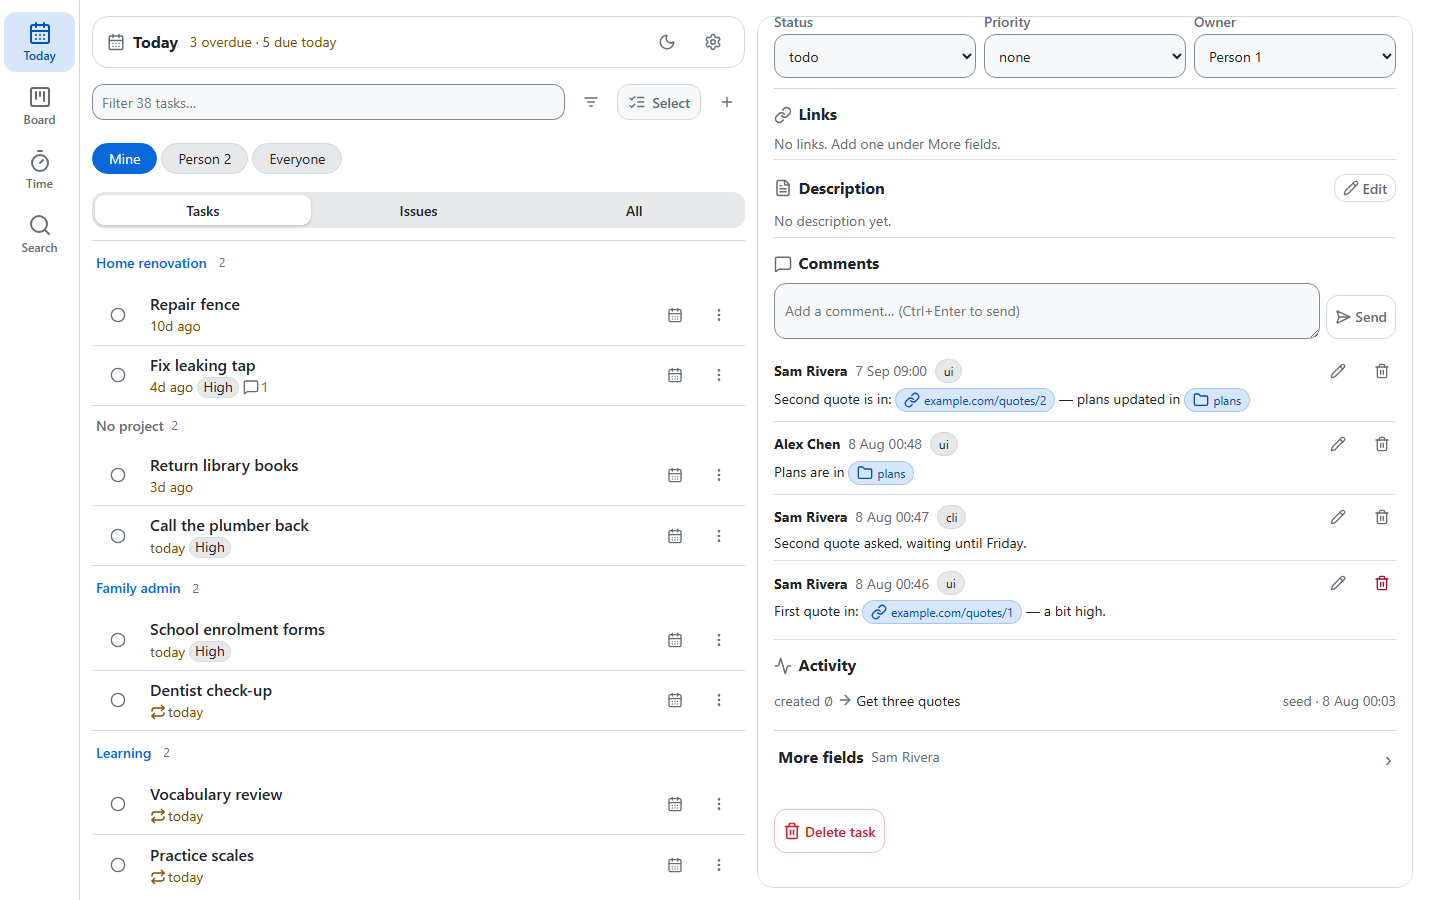 Today
Board
Time
Search
Today 3 overdue · 5 due today
Filter 38 tasks...
Select
Mine
Person 2
Everyone
Tasks
Issues
All
Home renovation 2
Repair fence
10d ago
Fix leaking tap
4d ago High 1
No project 2
Return library books
3d ago
Call the plumber back
today High
Family admin 2
School enrolment forms
today High
Dentist check-up
today
Learning 2
Vocabulary review
today
Practice scales
today
Status
Priority
Owner
todo
none
Person 1
Links
No links. Add one under More fields.
Description
Edit
No description yet.
Comments
Add a comment... (Ctrl+Enter to send)
Send
Sam Rivera 7 Sep 09:00 ui
Second quote is in: example.com/quotes/2 — plans updated in plans
Alex Chen 8 Aug 00:48 ui
Plans are in plans
Sam Rivera 8 Aug 00:47 cli
Second quote asked, waiting until Friday.
Sam Rivera 8 Aug 00:46 ui
First quote in: example.com/quotes/1 — a bit high.
Activity
created ∅ → Get three quotes
seed · 8 Aug 00:03
More fields Sam Rivera
Delete task